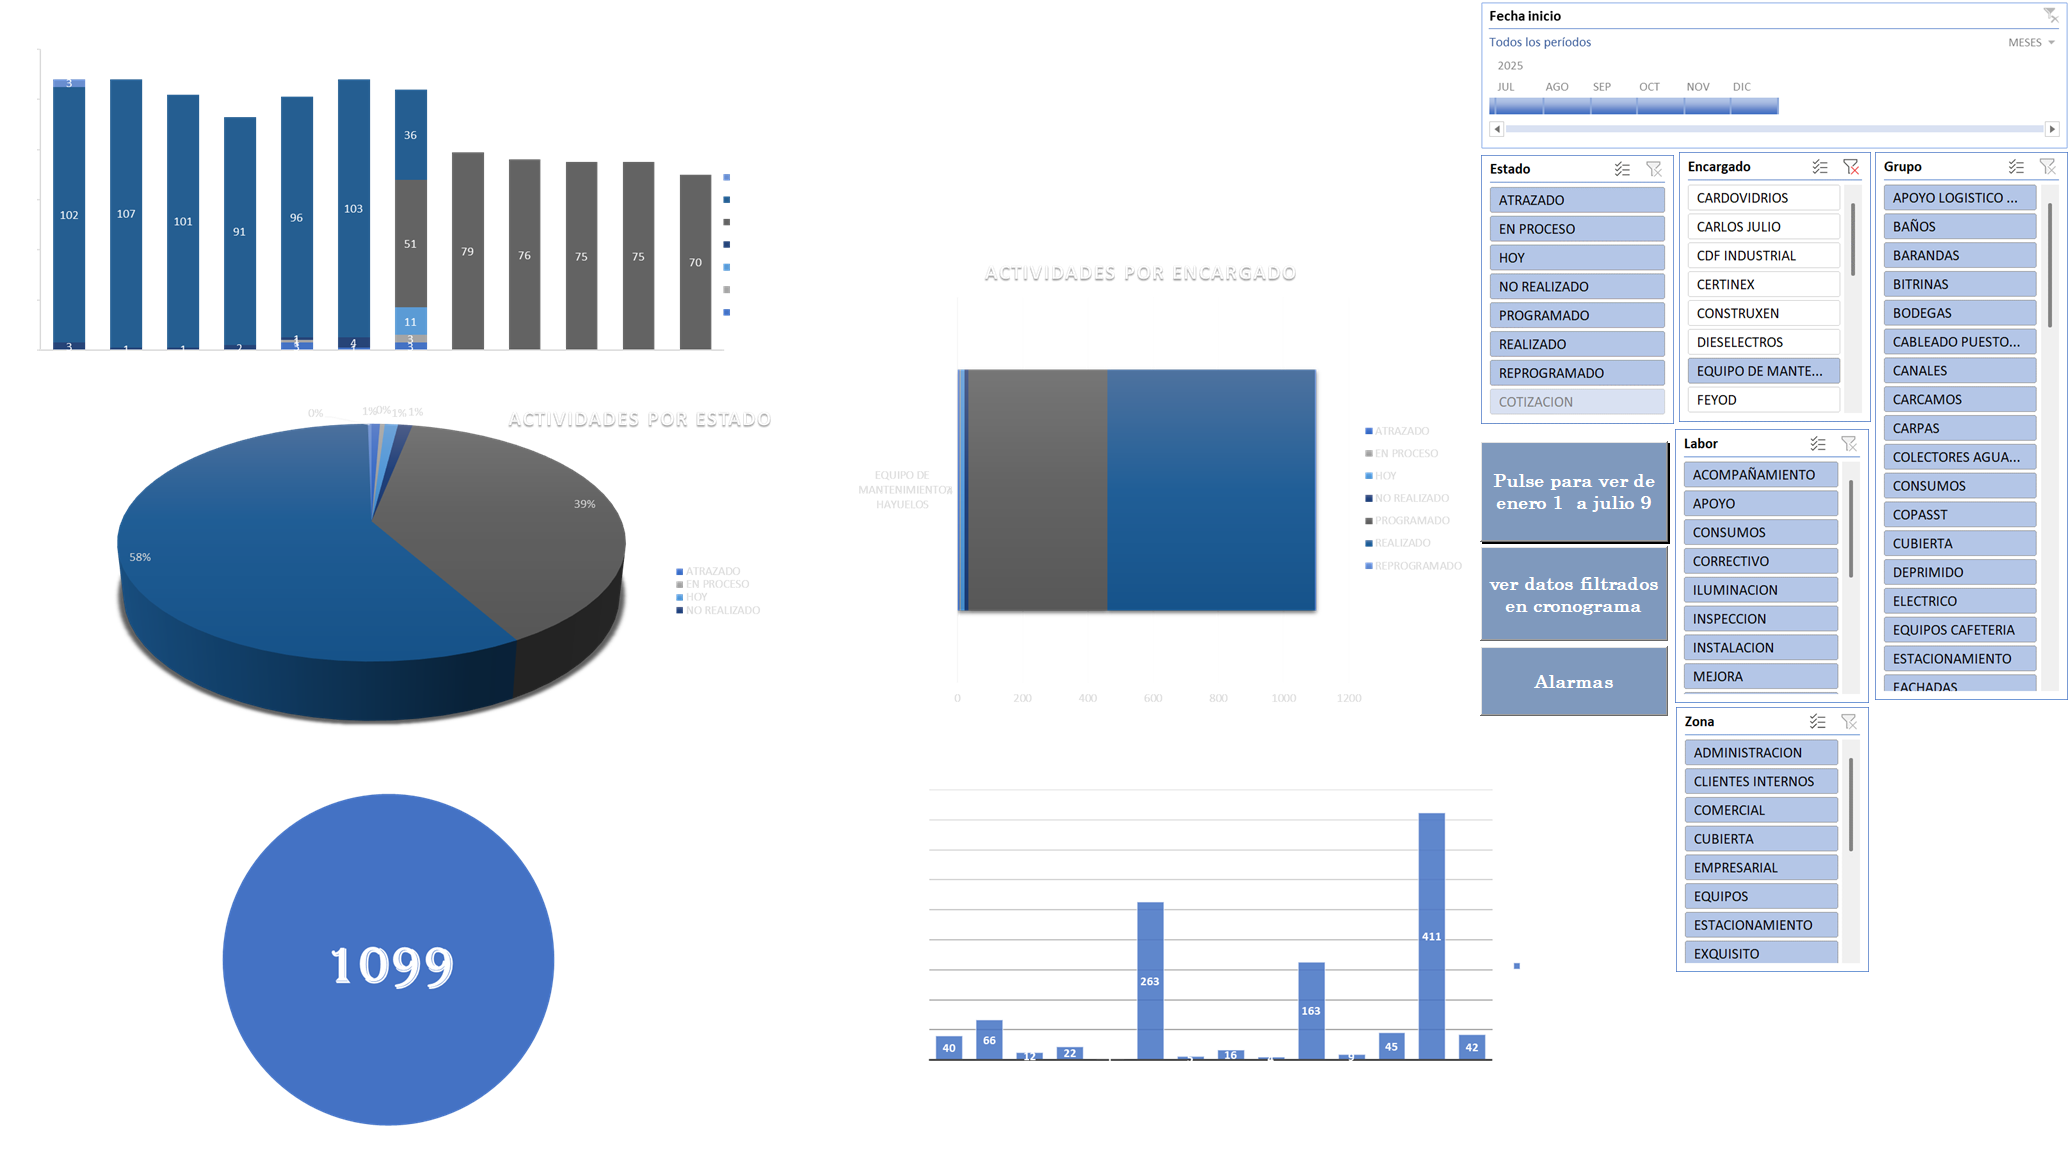 3
102
107
101
91
96
103
36
51
11
3
3
79
76
75
75
70
3
1
1
2
1
4
ACTIVIDADES POR ESTADO
0%
1%
0%
1%
1%
39%
58%
ATRAZADO
EN PROCESO
HOY
NO REALIZADO
1099
ACTIVIDADES POR ENCARGADO
EQUIPO DE
MANTENIMIENTO
HAYUELOS
0 200 400 600 800 1000 1200
ATRAZADO
EN PROCESO
HOY
NO REALIZADO
PROGRAMADO
REALIZADO
REPROGRAMADO
40
66
12
22
263
16
163
9
45
411
42
Fecha inicio
Todos los períodos
MESES
2025
JUL AGO SEP OCT NOV DIC
Estado
ATRAZADO
EN PROCESO
HOY
NO REALIZADO
PROGRAMADO
REALIZADO
REPROGRAMADO
COTIZACION
Encargado
CARDOVIDRIOS
CARLOS JULIO
CDF INDUSTRIAL
CERTINEX
CONSTRUXEN
DIESELECTROS
EQUIPO DE MANTE...
FEYOD
Grupo
APOYO LOGISTICO ...
BAÑOS
BARANDAS
BITRINAS
BODEGAS
CABLEADO PUESTO...
CANALES
CARCAMOS
CARPAS
COLECTORES AGUA...
CONSUMOS
COPASST
CUBIERTA
DEPRIMIDO
ELECTRICO
EQUIPOS CAFETERIA
ESTACIONAMIENTO
FACHADAS
Pulse para ver de
enero 1 a julio 9
ver datos filtrados
en cronograma
Alarmas
Labor
ACOMPAÑAMIENTO
APOYO
CONSUMOS
CORRECTIVO
ILUMINACION
INSPECCION
INSTALACION
MEJORA
Zona
ADMINISTRACION
CLIENTES INTERNOS
COMERCIAL
CUBIERTA
EMPRESARIAL
EQUIPOS
ESTACIONAMIENTO
EXQUISITO